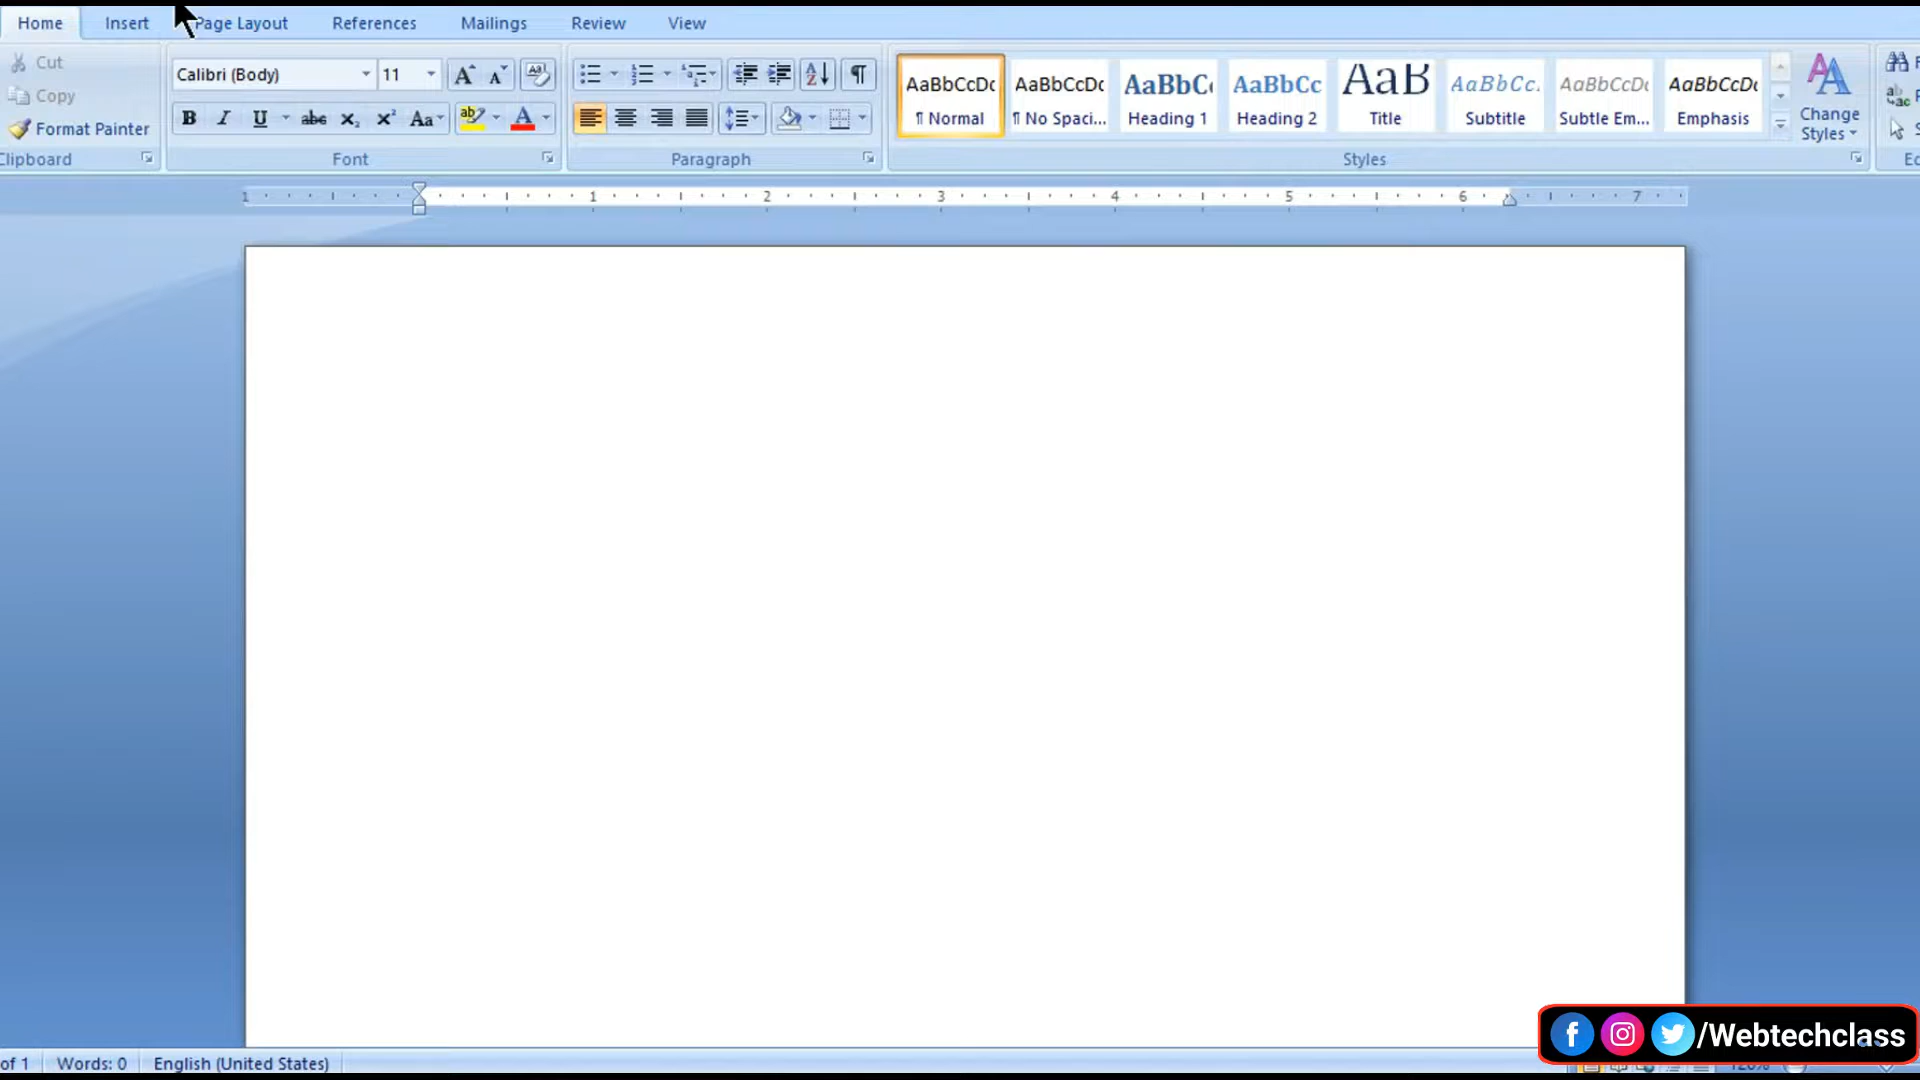 Home Insert Page Layout References Mailings Review View
Cut
Copy
Format Painter
Clipboard
Calibri (Body) 11
Font
Paragraph
AaBbCcDc AaBbCcDc AaBbC AaBbCc AaB AaBbCc. AaBbCcDc AaBbCcDc
¶ Normal ¶ No Spaci... Heading 1 Heading 2 Title Subtitle Subtle Em... Emphasis
Change Styles
Styles
1 1 2 3 4 5 6 7
of 1 Words: 0 English (United States)
120%
/Webtechclass